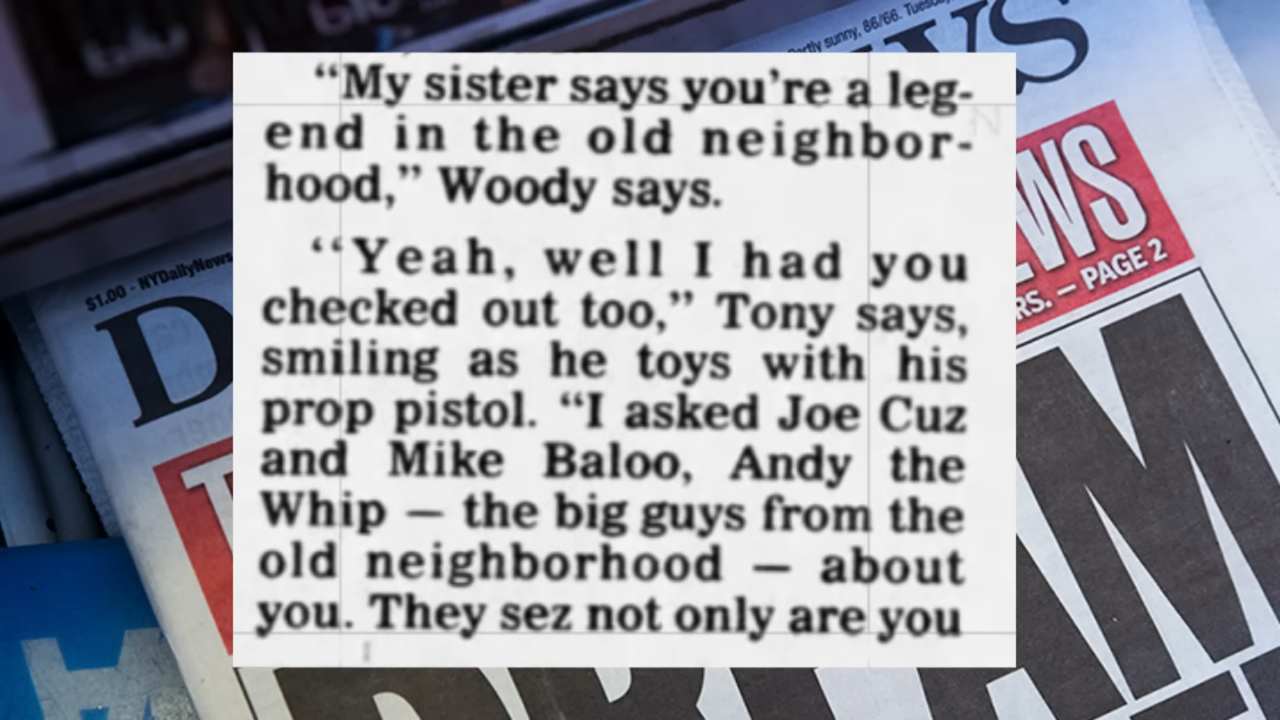 Partly sunny, 86/66. Tuesday
NEWS
$1.00 - NYDailyNews
D
RS. — PAGE 2
“My sister says you’re a leg-
end in the old neighbor-
hood,” Woody says.
“Yeah, well I had you
checked out too,” Tony says,
smiling as he toys with his
prop pistol. “I asked Joe Cuz
and Mike Baloo, Andy the
Whip — the big guys from the
old neighborhood — about
you. They sez not only are you